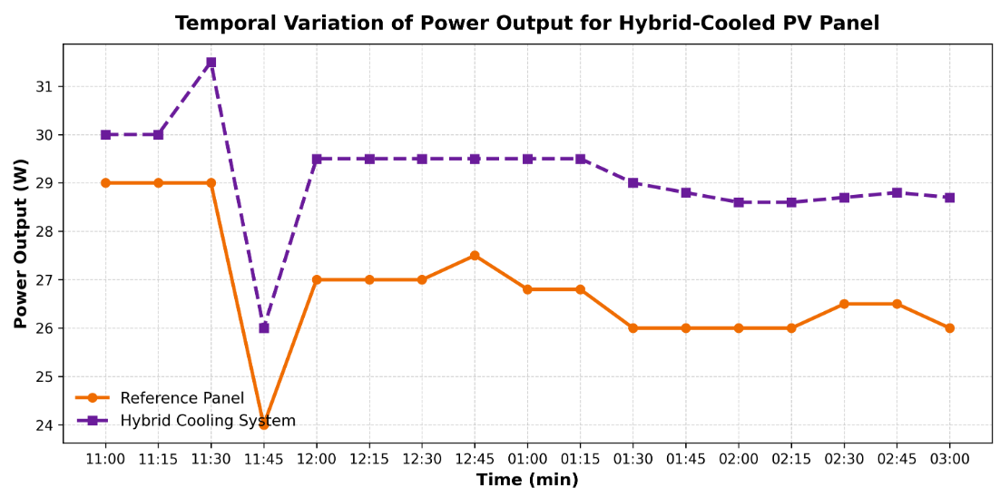 Temporal Variation of Power Output for Hybrid-Cooled PV Panel
Power Output (W)
31
30
29
28
27
26
25
24
Reference Panel
Hybrid Cooling System
11:00 11:15 11:30 11:45 12:00 12:15 12:30 12:45 01:00 01:15 01:30 01:45 02:00 02:15 02:30 02:45 03:00
Time (min)